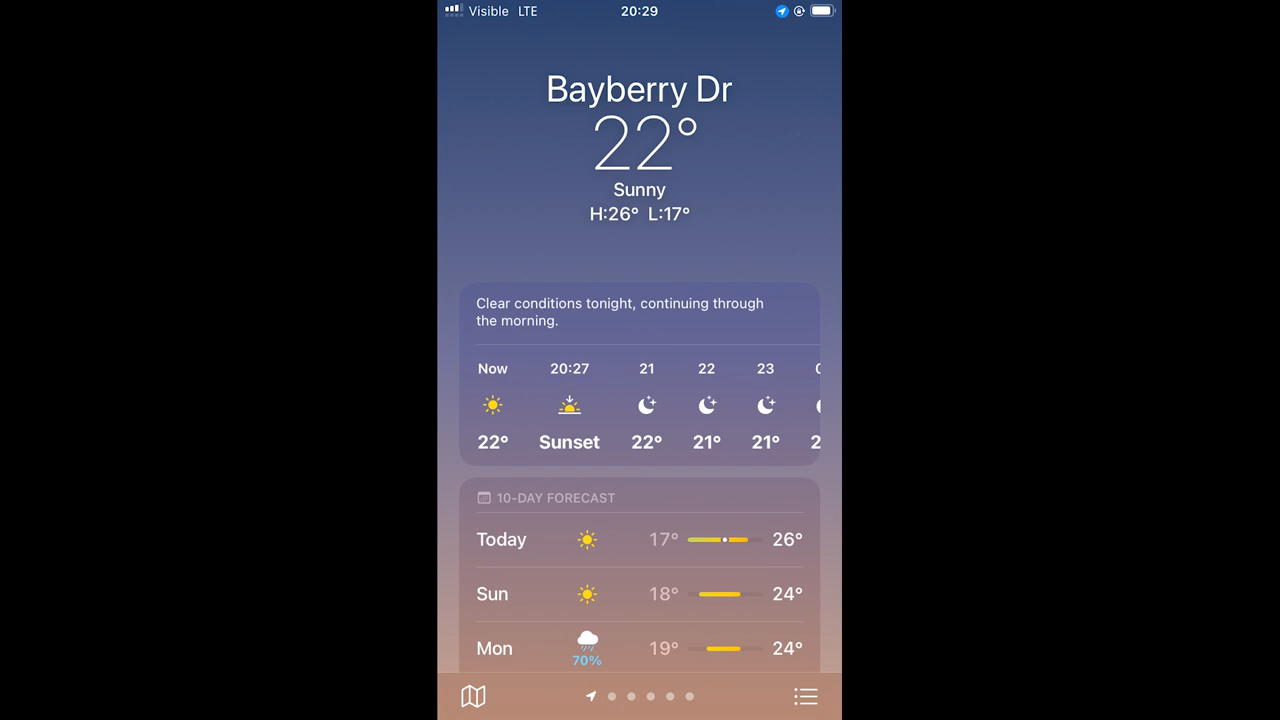 Visible LTE 20:29
Bayberry Dr
22°
Sunny
H:26° L:17°
Clear conditions tonight, continuing through
the morning.
Now 20:27 21 22 23
22° Sunset 22° 21° 21°
10-DAY FORECAST
Today 17° 26°
Sun 18° 24°
Mon 70% 19° 24°